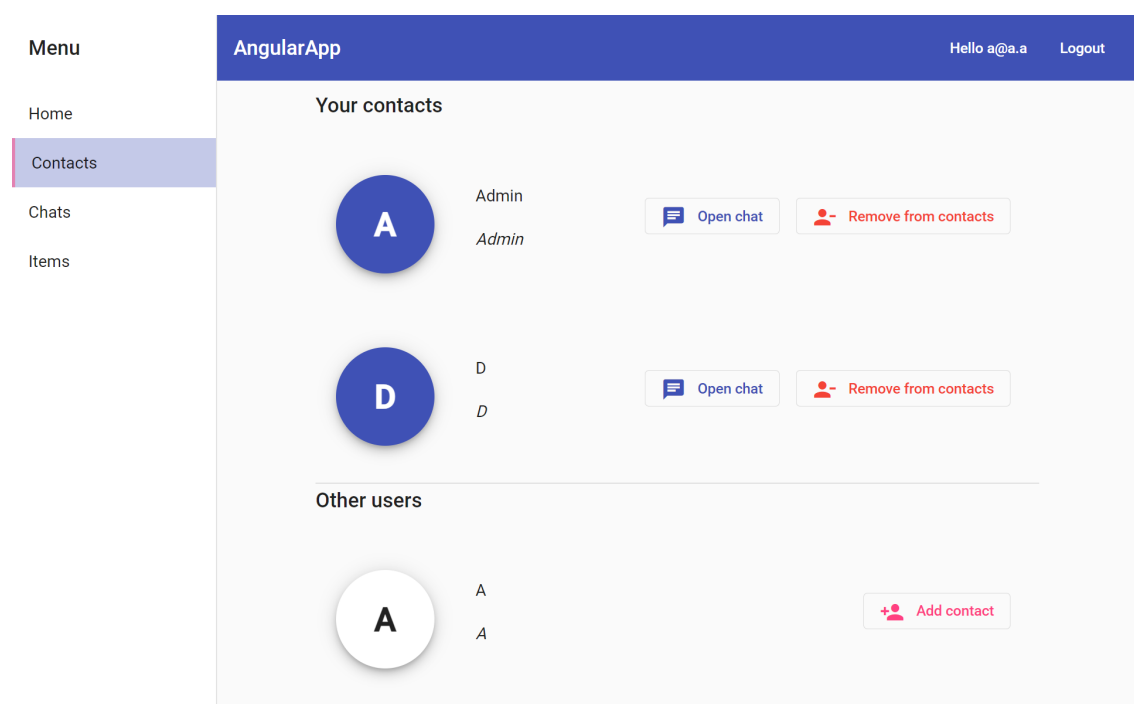 Menu
AngularApp
Hello a@a.a
Logout
Home
Contacts
Chats
Items
Your contacts
A
Admin
Admin
Open chat
Remove from contacts
D
D
D
Open chat
Remove from contacts
Other users
A
A
A
Add contact